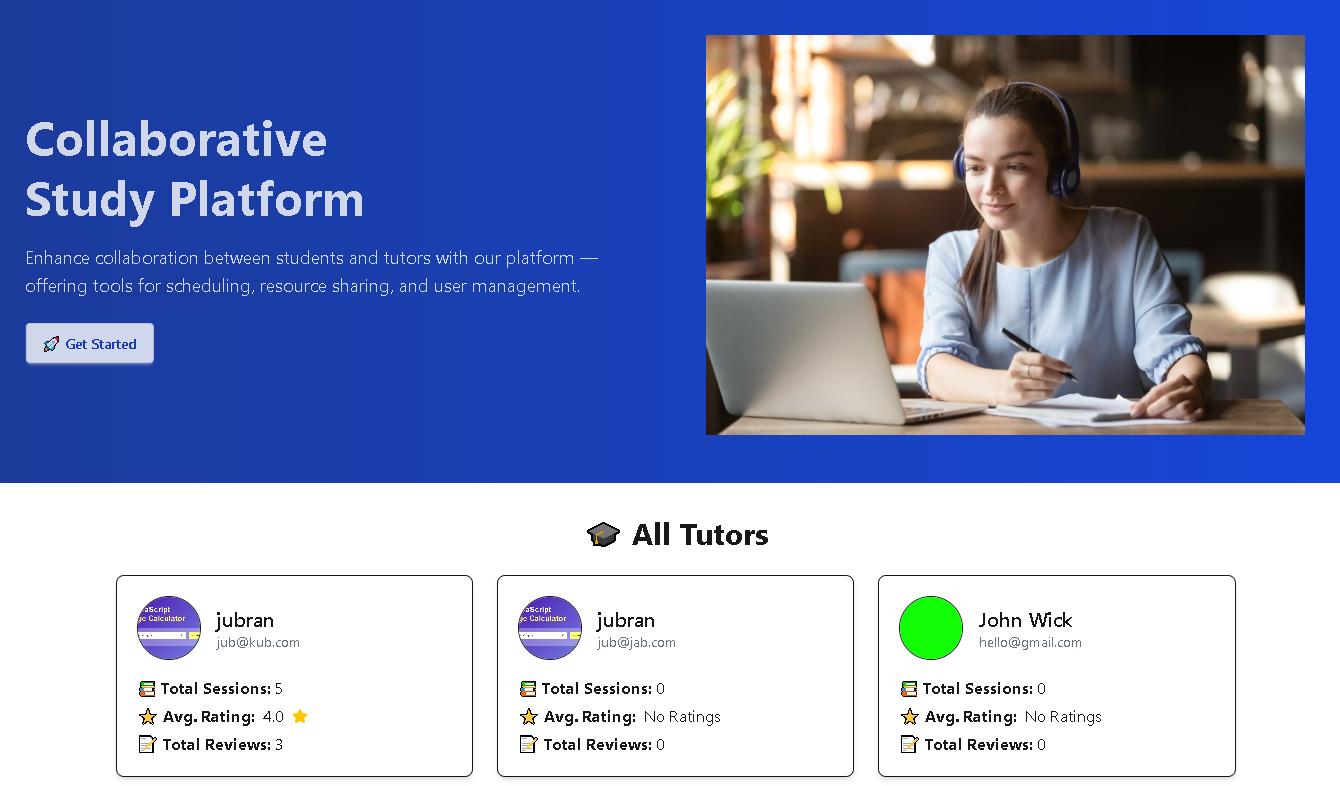 Collaborative
Study Platform
Enhance collaboration between students and tutors with our platform —
offering tools for scheduling, resource sharing, and user management.
🚀 Get Started
🎓 All Tutors
aScript
ge Calculator
jubran
jub@kub.com
📚 Total Sessions: 5
⭐ Avg. Rating: 4.0 ★
📝 Total Reviews: 3
aScript
ge Calculator
jubran
jub@jab.com
📚 Total Sessions: 0
⭐ Avg. Rating: No Ratings
📝 Total Reviews: 0
John Wick
hello@gmail.com
📚 Total Sessions: 0
⭐ Avg. Rating: No Ratings
📝 Total Reviews: 0